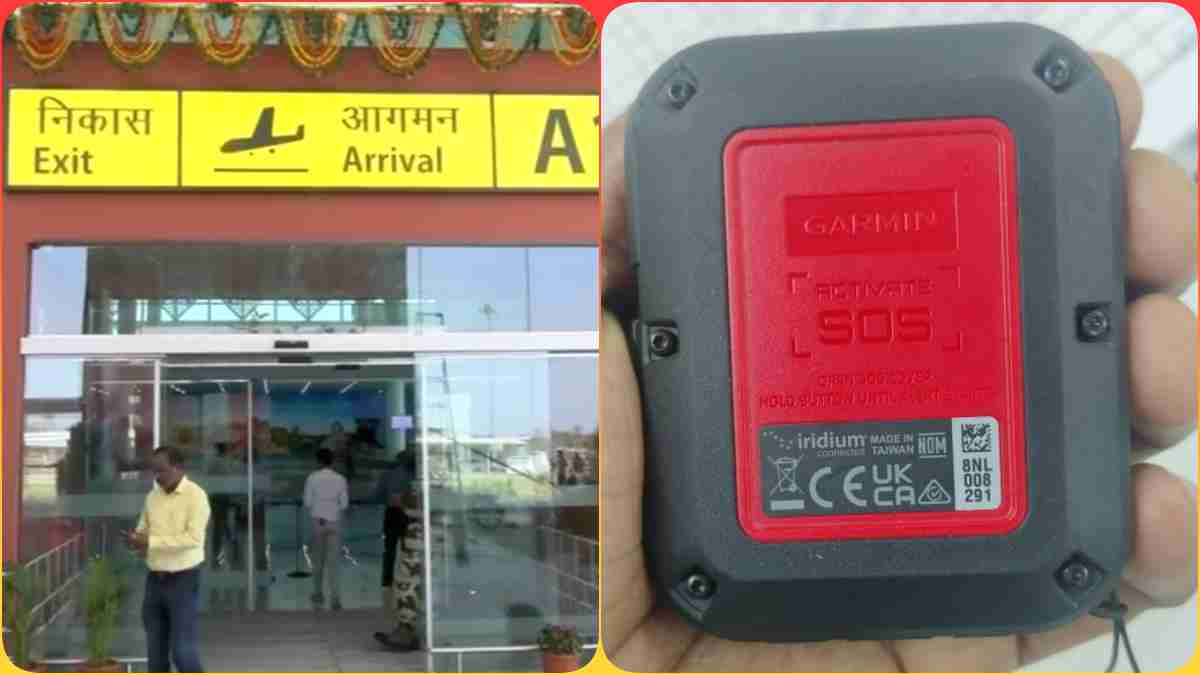 निकास
Exit
आगमन
Arrival
A
GARMIN
ACTIVATE
SOS
HOLD BUTTON UNTIL
iridium
CONNECTED
MADE IN
TAIWAN
NOM
CE
UK
CA
8NL
008
291